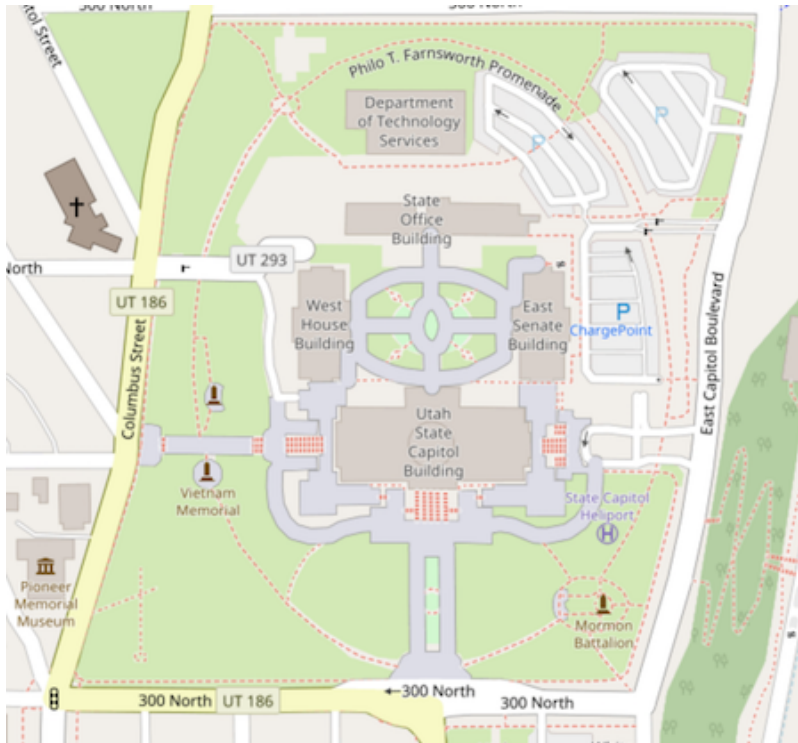 300 North
300 North
tol Street
Philo T. Farnsworth Promenade
Department
of Technology
Services
P
P
State
Office
Building
North
UT 293
UT 186
West
House
Building
East
Senate
Building
P
ChargePoint
Columbus Street
East Capitol Boulevard
Utah
State
Capitol
Building
Vietnam
Memorial
State Capitol
Heliport
H
Pioneer
Memorial
Museum
Mormon
Battalion
300 North
UT 186
←300 North
300 North